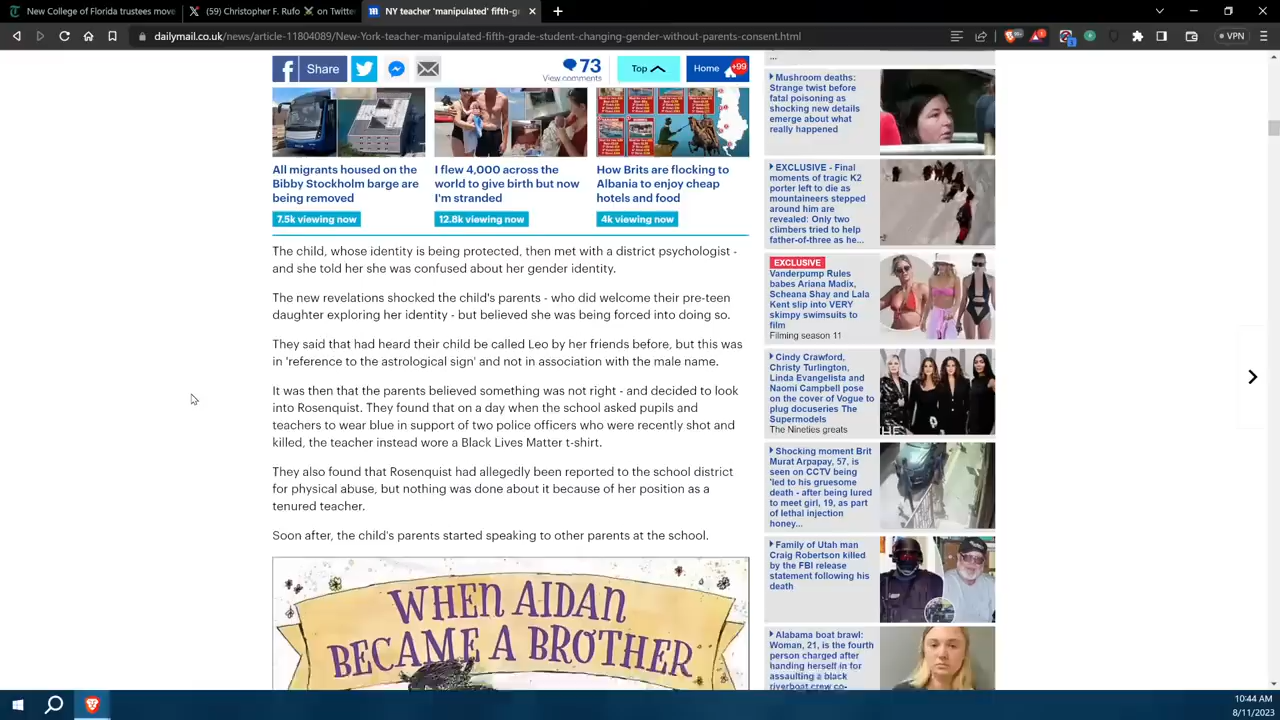 New College of Florida trustees move
(59) Christopher F. Rufo ⚔ on Twitter
NY teacher 'manipulated' fifth-gr
dailymail.co.uk/news/article-11804089/New-York-teacher-manipulated-fifth-grade-student-changing-gender-without-parents-consent.html
VPN
Share
73
View comments
Top
Home
+99
All migrants housed on the
Bibby Stockholm barge are
being removed
7.5k viewing now
I flew 4,000 across the
world to give birth but now
I'm stranded
12.8k viewing now
How Brits are flocking to
Albania to enjoy cheap
hotels and food
4k viewing now
The child, whose identity is being protected, then met with a district psychologist -
and she told her she was confused about her gender identity.
The new revelations shocked the child's parents - who did welcome their pre-teen
daughter exploring her identity - but believed she was being forced into doing so.
They said that had heard their child be called Leo by her friends before, but this was
in 'reference to the astrological sign' and not in association with the male name.
It was then that the parents believed something was not right - and decided to look
into Rosenquist. They found that on a day when the school asked pupils and
teachers to wear blue in support of two police officers who were recently shot and
killed, the teacher instead wore a Black Lives Matter t-shirt.
They also found that Rosenquist had allegedly been reported to the school district
for physical abuse, but nothing was done about it because of her position as a
tenured teacher.
Soon after, the child's parents started speaking to other parents at the school.
WHEN AIDAN
BECAME A BROTHER
...
Mushroom deaths:
Strange twist before
fatal poisoning as
shocking new details
emerge about what
really happened
EXCLUSIVE - Final
moments of tragic K2
porter left to die as
mountaineers stepped
around him are
revealed: Only two
climbers tried to help
father-of-three as he...
EXCLUSIVE
Vanderpump Rules
babes Ariana Madix,
Scheana Shay and Lala
Kent slip into VERY
skimpy swimsuits to
film
Filming season 11
Cindy Crawford,
Christy Turlington,
Linda Evangelista and
Naomi Campbell pose
on the cover of Vogue to
plug docuseries The
Supermodels
The Nineties greats
Shocking moment Brit
Murat Arpapay, 57, is
seen on CCTV being
'led to his gruesome
death - after being lured
to meet girl, 19, as part
of lethal injection
honey...
Family of Utah man
Craig Robertson killed
by the FBI release
statement following his
death
Alabama boat brawl:
Woman, 21, is the fourth
person charged after
handing herself in for
assaulting a black
riverboat crew co-
10:44 AM
8/11/2023